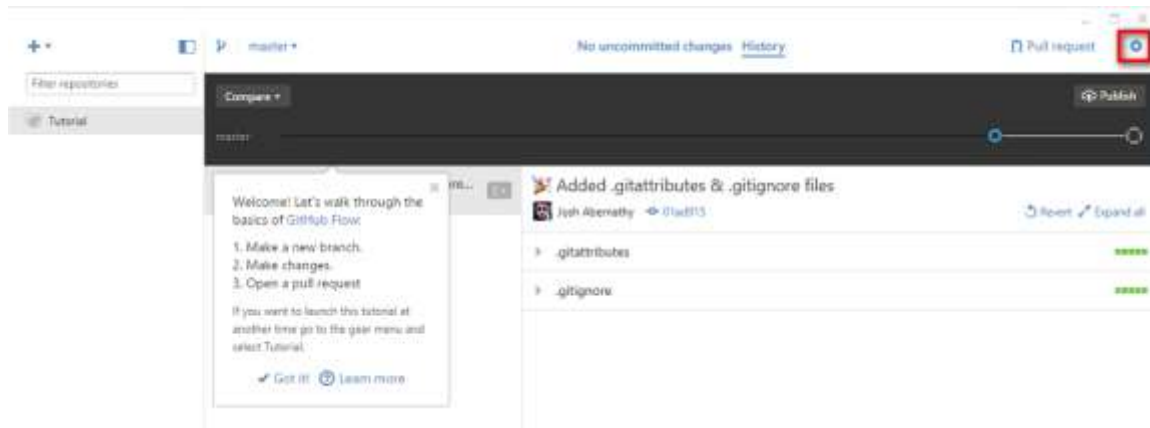 master
No uncommitted changes History
Pull request
Filter repositories
Tutorial
Compare
Publish
master
Welcome! Let's walk through the
basics of GitHub Flow:
1. Make a new branch.
2. Make changes.
3. Open a pull request
If you want to launch this tutorial at
another time go to the gear menu and
select Tutorial.
Got it! Learn more
Added .gitattributes & .gitignore files
Josh Abernathy
Revert Expand all
.gitattributes
.gitignore